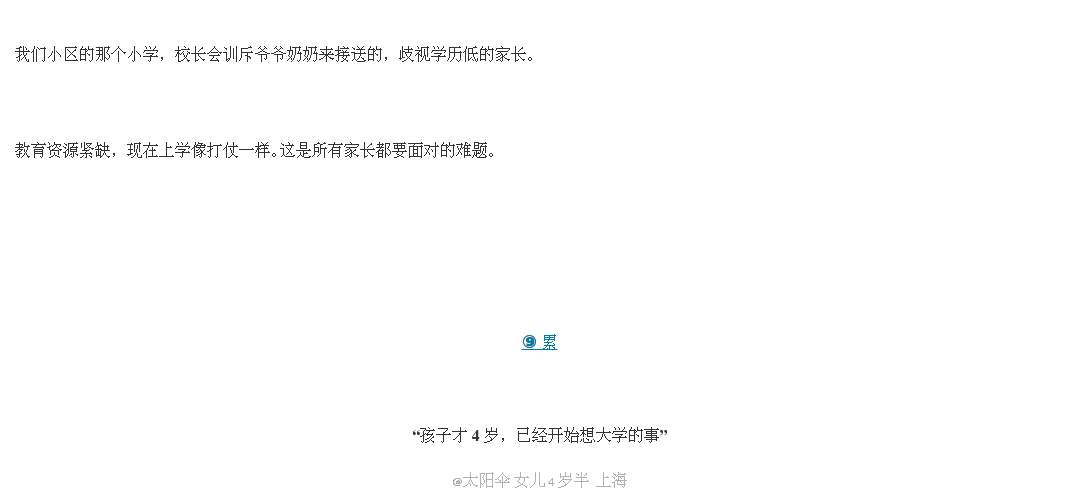 我们小区的那个小学，校长会训斥爷爷奶奶来接送的，歧视学历低的家长。
教育资源紧缺，现在上学像打仗一样。这是所有家长都要面对的难题。
❾ 累
“孩子才 4 岁，已经开始想大学的事”
@太阳伞 女儿 4 岁半 上海